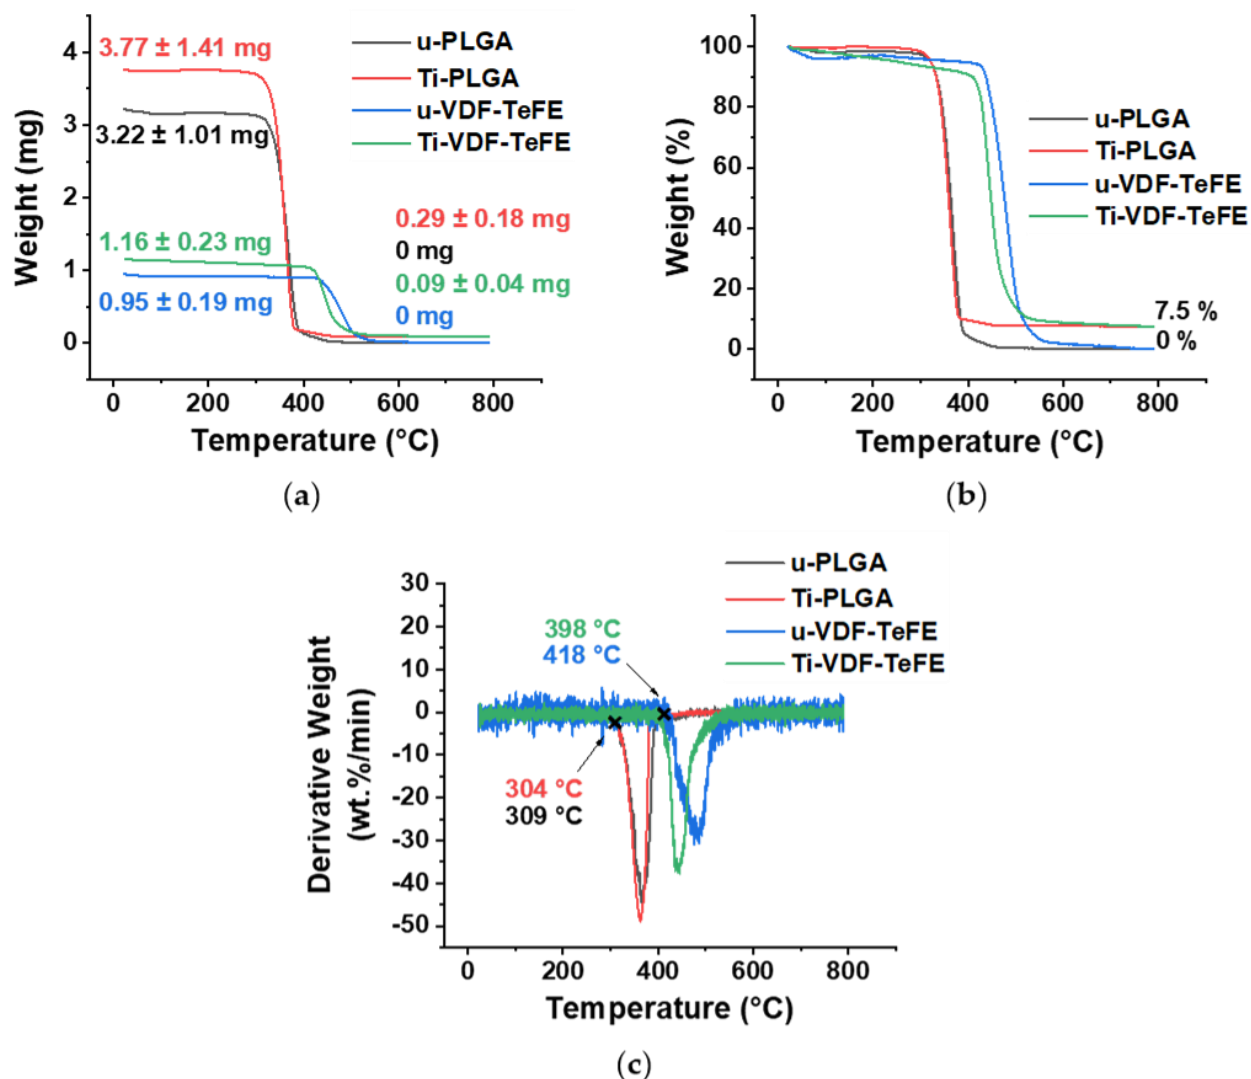 4
3
2
1
0
Weight (mg)
3.77 ± 1.41 mg
3.22 ± 1.01 mg
1.16 ± 0.23 mg
0.95 ± 0.19 mg
u-PLGA
Ti-PLGA
u-VDF-TeFE
Ti-VDF-TeFE
0.29 ± 0.18 mg
0 mg
0.09 ± 0.04 mg
0 mg
0 200 400 600 800
Temperature (°C)
(a)
100
80
60
40
20
0
Weight (%)
u-PLGA
Ti-PLGA
u-VDF-TeFE
Ti-VDF-TeFE
7.5 %
0 %
0 200 400 600 800
Temperature (°C)
(b)
u-PLGA
Ti-PLGA
u-VDF-TeFE
Ti-VDF-TeFE
30
20
10
0
-10
-20
-30
-40
-50
Derivative Weight
(wt.%/min)
398 °C
418 °C
304 °C
309 °C
0 200 400 600 800
Temperature (°C)
(c)